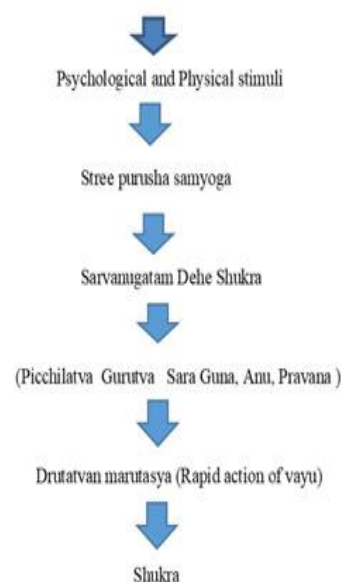 Psychological and Physical stimuli
Stree purusha samyoga
Sarvanugatam Dehe Shukra
(Picchilatva Gurutva Sara Guna, Anu, Pravana )
Drutatvan marutasya (Rapid action of vayu)
Shukra